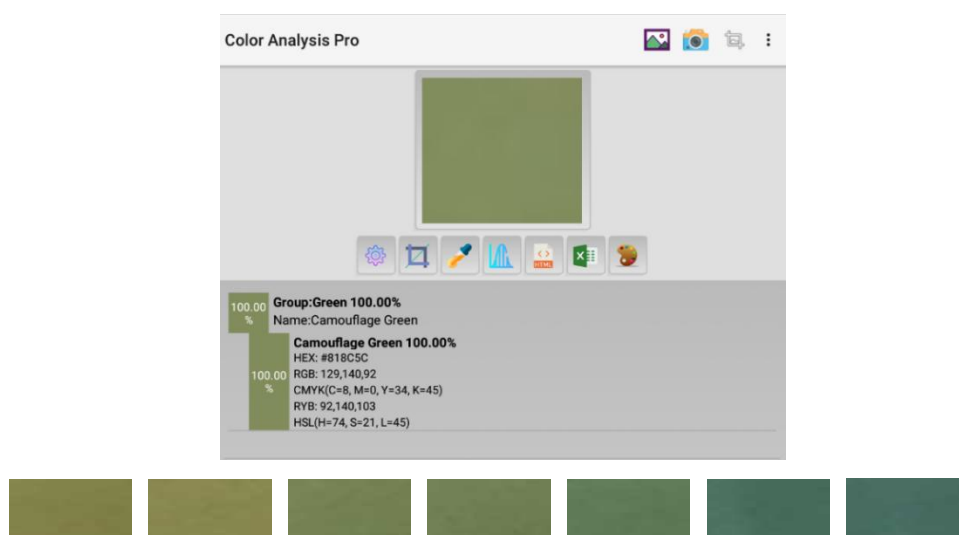 Color Analysis Pro
HTML
100.00
%
Group:Green 100.00%
Name:Camouflage Green
100.00
%
Camouflage Green 100.00%
HEX: #818C5C
RGB: 129,140,92
CMYK(C=8, M=0, Y=34, K=45)
RYB: 92,140,103
HSL(H=74, S=21, L=45)